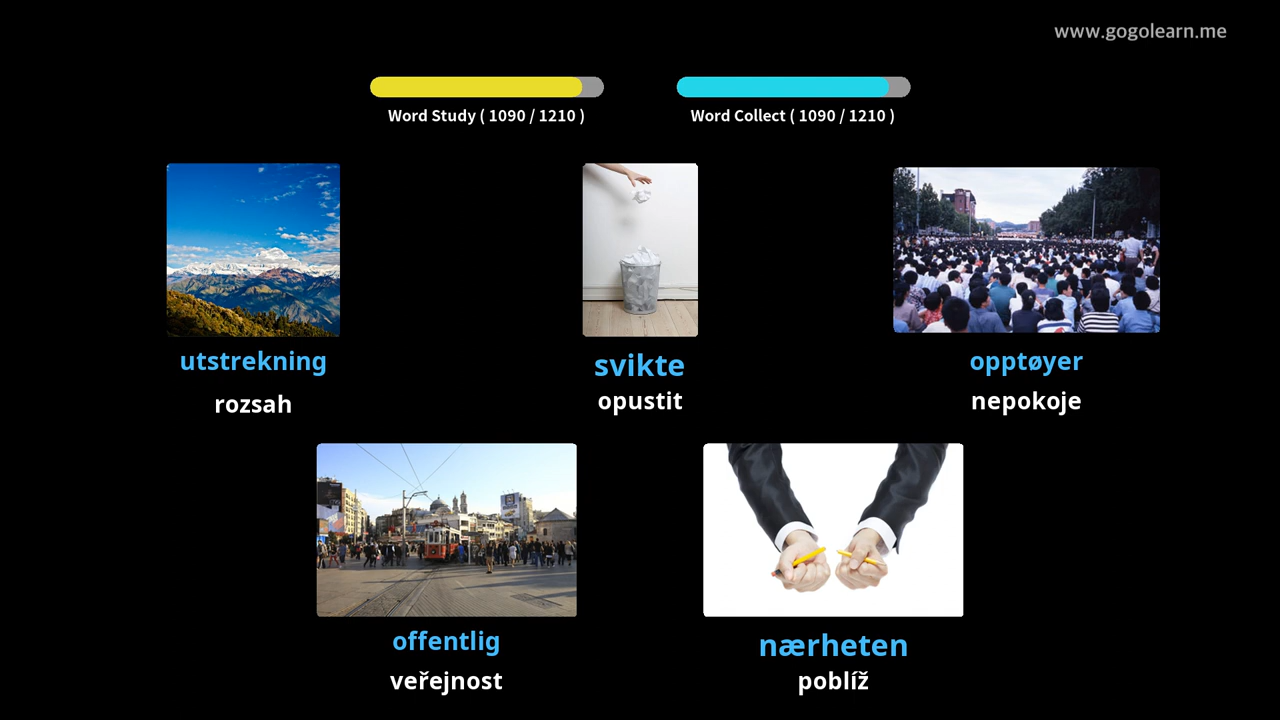 www.gogolearn.me
Word Study ( 1090 / 1210 )
Word Collect ( 1090 / 1210 )
utstrekning
rozsah
svikte
opustit
opptøyer
nepokoje
offentlig
veřejnost
nærheten
poblíž